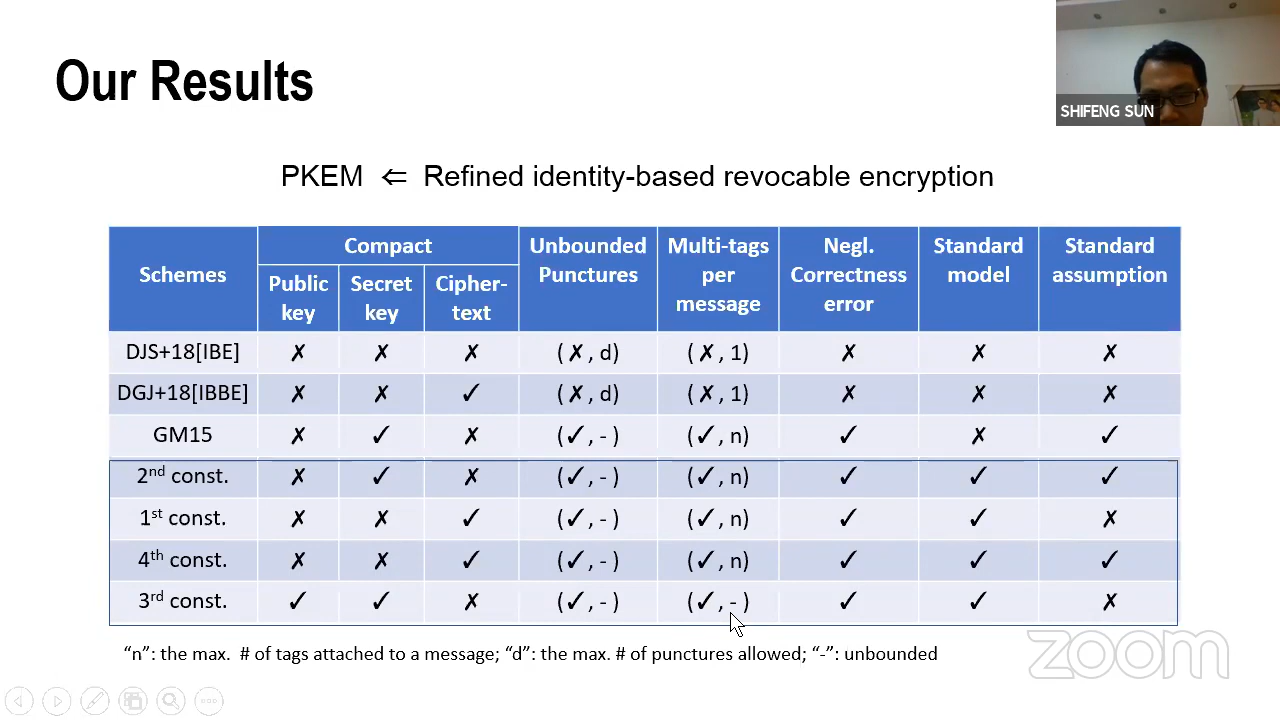 Our Results
SHIFENG SUN
PKEM ⇐ Refined identity-based revocable encryption
Schemes
Compact
Public key
Secret key
Cipher-text
Unbounded Punctures
Multi-tags per message
Negl. Correctness error
Standard model
Standard assumption
DJS+18[IBE] ✗ ✗ ✗ (✗, d) (✗, 1) ✗ ✗ ✗
DGJ+18[IBBE] ✗ ✗ ✓ (✗, d) (✗, 1) ✗ ✗ ✗
GM15 ✗ ✓ ✗ (✓, - ) (✓, n) ✓ ✗ ✓
2nd const. ✗ ✓ ✗ (✓, - ) (✓, n) ✓ ✓ ✓
1st const. ✗ ✗ ✓ (✓, - ) (✓, n) ✓ ✓ ✗
4th const. ✗ ✗ ✓ (✓, - ) (✓, n) ✓ ✓ ✓
3rd const. ✓ ✓ ✗ (✓, - ) (✓, - ) ✓ ✓ ✗
“n”: the max. # of tags attached to a message; “d”: the max. # of punctures allowed; “-”: unbounded
zoom